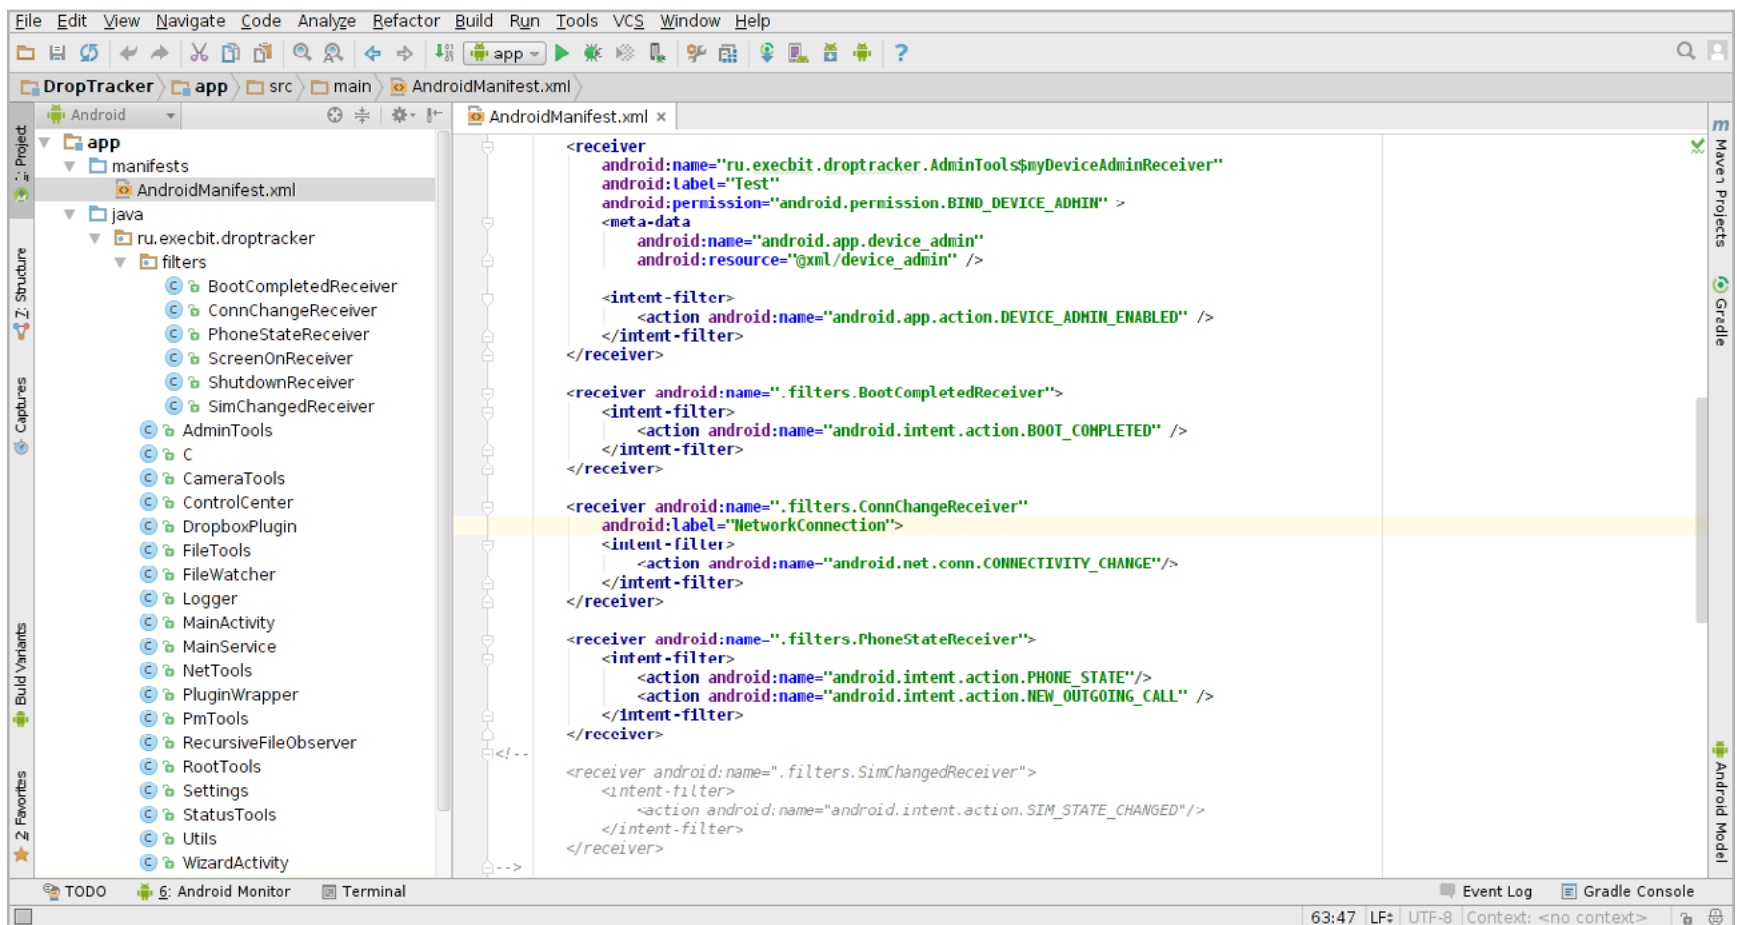 File Edit View Navigate Code Analyze Refactor Build Run Tools VCS Window Help
app
DropTracker app src main AndroidManifest.xml
Android
AndroidManifest.xml
app
manifests
AndroidManifest.xml
java
ru.execbit.droptracker
filters
BootCompletedReceiver
ConnChangeReceiver
PhoneStateReceiver
ScreenOnReceiver
ShutdownReceiver
SimChangedReceiver
AdminTools
C
CameraTools
ControlCenter
DropboxPlugin
FileTools
FileWatcher
Logger
MainActivity
MainService
NetTools
PluginWrapper
PmTools
RecursiveFileObserver
RootTools
Settings
StatusTools
Utils
WizardActivity
<receiver
android:name="ru.execbit.droptracker.AdminTools$myDeviceAdminReceiver"
android:label="Test"
android:permission="android.permission.BIND_DEVICE_ADMIN" >
<meta-data
android:name="android.app.device_admin"
android:resource="@xml/device_admin" />
<intent-filter>
<action android:name="android.app.action.DEVICE_ADMIN_ENABLED" />
</intent-filter>
</receiver>
<receiver android:name=".filters.BootCompletedReceiver">
<intent-filter>
<action android:name="android.intent.action.BOOT_COMPLETED" />
</intent-filter>
</receiver>
<receiver android:name=".filters.ConnChangeReceiver"
android:label="NetworkConnection">
<intent-filter>
<action android:name="android.net.conn.CONNECTIVITY_CHANGE"/>
</intent-filter>
</receiver>
<receiver android:name=".filters.PhoneStateReceiver">
<intent-filter>
<action android:name="android.intent.action.PHONE_STATE"/>
<action android:name="android.intent.action.NEW_OUTGOING_CALL" />
</intent-filter>
</receiver>
<!--
<receiver android:name=".filters.SimChangedReceiver">
<intent-filter>
<action android:name="android.intent.action.SIM_STATE_CHANGED"/>
</intent-filter>
</receiver>
-->
1: Project
7: Structure
Captures
Build Variants
2: Favorites
Maven Projects
Gradle
Android Model
TODO 6: Android Monitor Terminal Event Log Gradle Console
63:47 LF UTF-8 Context: <no context>